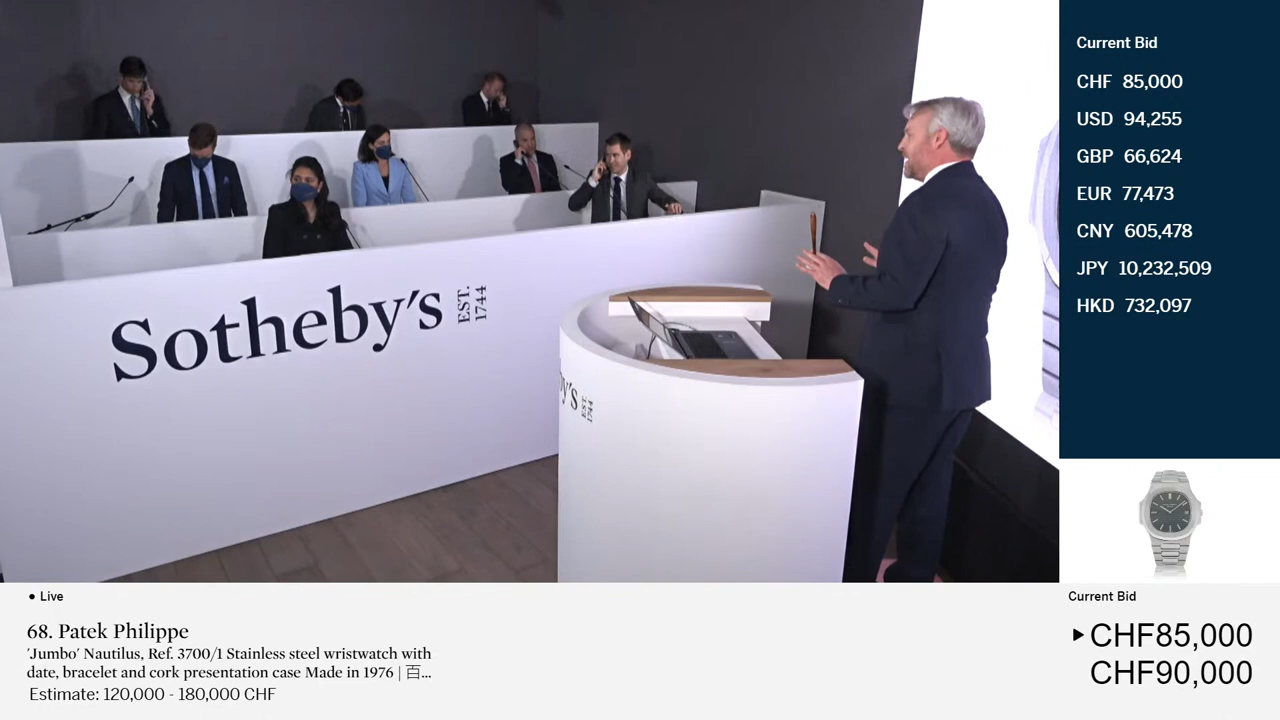 Sotheby's
EST.
1744
by's
EST.
1744
Current Bid
CHF 85,000
USD 94,255
GBP 66,624
EUR 77,473
CNY 605,478
JPY 10,232,509
HKD 732,097
• Live
68. Patek Philippe
'Jumbo' Nautilus, Ref. 3700/1 Stainless steel wristwatch with
date, bracelet and cork presentation case Made in 1976 | 百...
Estimate: 120,000 - 180,000 CHF
Current Bid
CHF85,000
CHF90,000